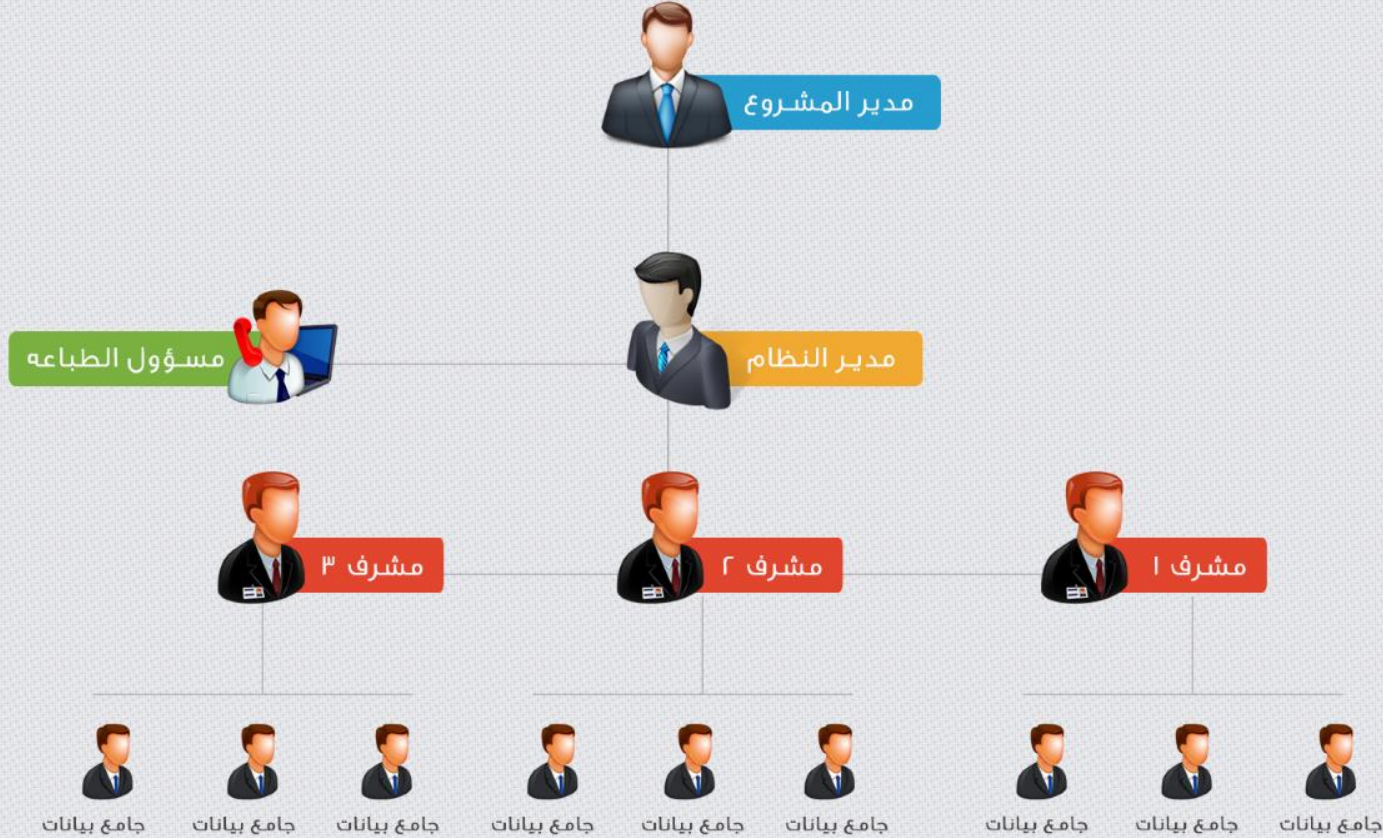 مدير المشروع
مدير النظام
مسؤول الطباعه
مشرف ١
مشرف ٢
مشرف ٣
جامع بيانات
جامع بيانات
جامع بيانات
جامع بيانات
جامع بيانات
جامع بيانات
جامع بيانات
جامع بيانات
جامع بيانات